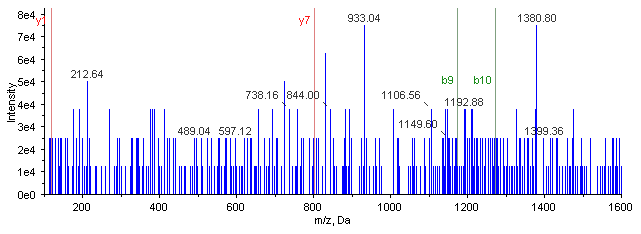 8e4
7e4
6e4
5e4
4e4
3e4
2e4
1e4
0e0
Intensity
y7
933.04
1380.80
212.64
b9
b10
738.16
844.00
1106.56
1192.88
489.04
597.12
1149.60
1399.36
200
400
600
800
1000
1200
1400
1600
m/z, Da